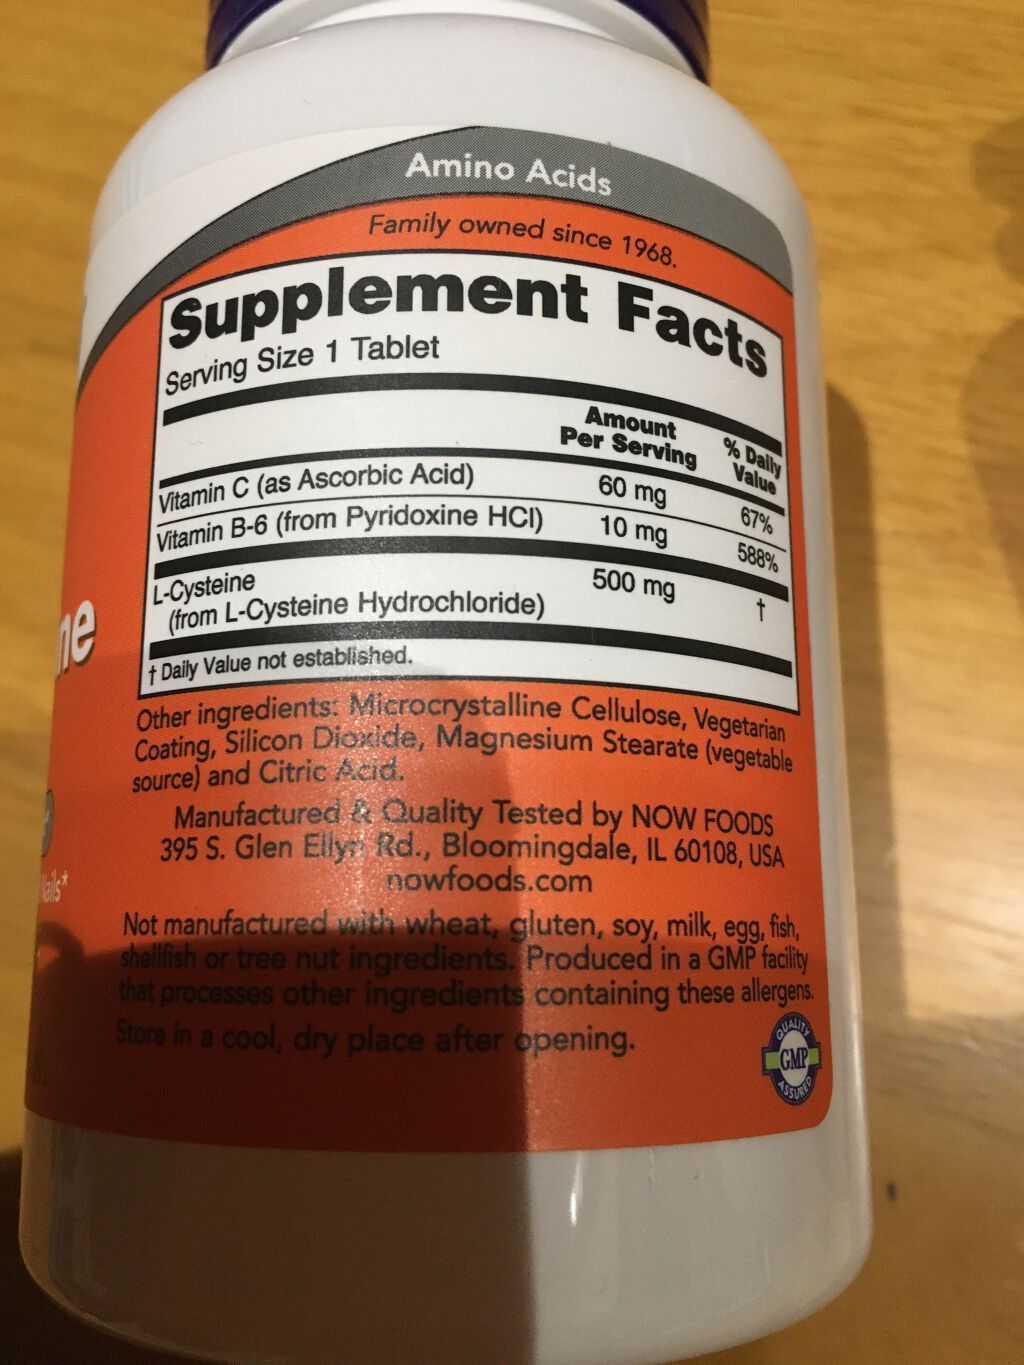 Amino Acids
Family owned since 1968.
Supplement Facts
Serving Size 1 Tablet
Amount Per Serving % Daily Value
Vitamin C (as Ascorbic Acid) 60 mg 67%
Vitamin B-6 (from Pyridoxine HCl) 10 mg 588%
L-Cysteine 500 mg †
(from L-Cysteine Hydrochloride)
† Daily Value not established.
Other ingredients: Microcrystalline Cellulose, Vegetarian
Coating, Silicon Dioxide, Magnesium Stearate (vegetable
source) and Citric Acid.
Manufactured & Quality Tested by NOW FOODS
395 S. Glen Ellyn Rd., Bloomingdale, IL 60108, USA
nowfoods.com
Not manufactured with wheat, gluten, soy, milk, egg, fish,
shellfish or tree nut ingredients. Produced in a GMP facility
that processes other ingredients containing these allergens.
Store in a cool, dry place after opening.
QUALITY
GMP
ASSURED
ne
Nails*